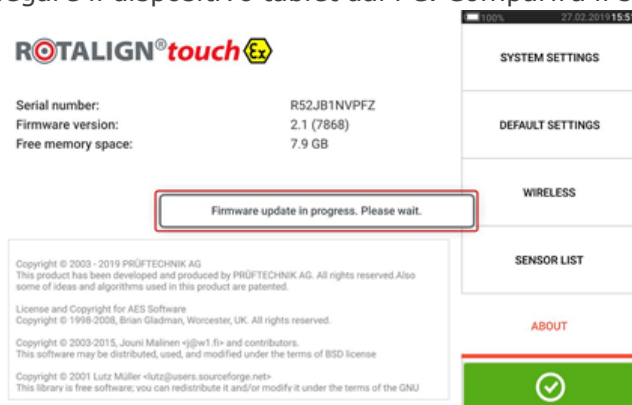 100% 27.02.2019 15:5
ROTALIGN® touch Ex
SYSTEM SETTINGS
Serial number: R52JB1NVPFZ
Firmware version: 2.1 (7868)
Free memory space: 7.9 GB
DEFAULT SETTINGS
WIRELESS
Firmware update in progress. Please wait.
SENSOR LIST
Copyright © 2003 - 2019 PRÜFTECHNIK AG
This product has been developed and produced by PRÜFTECHNIK AG. All rights reserved.Also
some of ideas and algorithms used in this product are patented.
License and Copyright for AES Software
Copyright © 1998-2008, Brian Gladman, Worcester, UK. All rights reserved.
ABOUT
Copyright © 2003-2015, Jouni Malinen <j@w1.fi> and contributors.
This software may be distributed, used, and modified under the terms of BSD license
Copyright © 2001 Lutz Müller <lutz@users.sourceforge.net>
This library is free software; you can redistribute it and/or modify it under the terms of the GNU